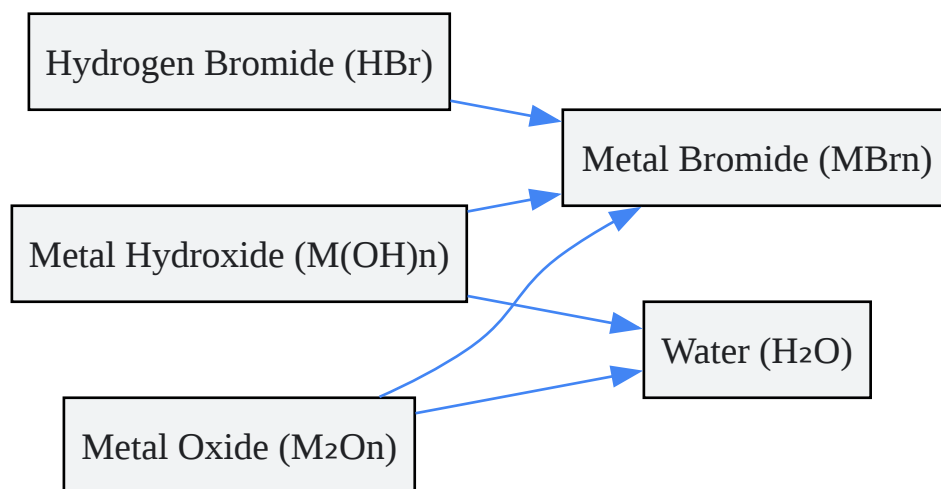 Hydrogen Bromide (HBr)
Metal Bromide (MBrn)
Metal Hydroxide (M(OH)n)
Water (H₂O)
Metal Oxide (M₂On)